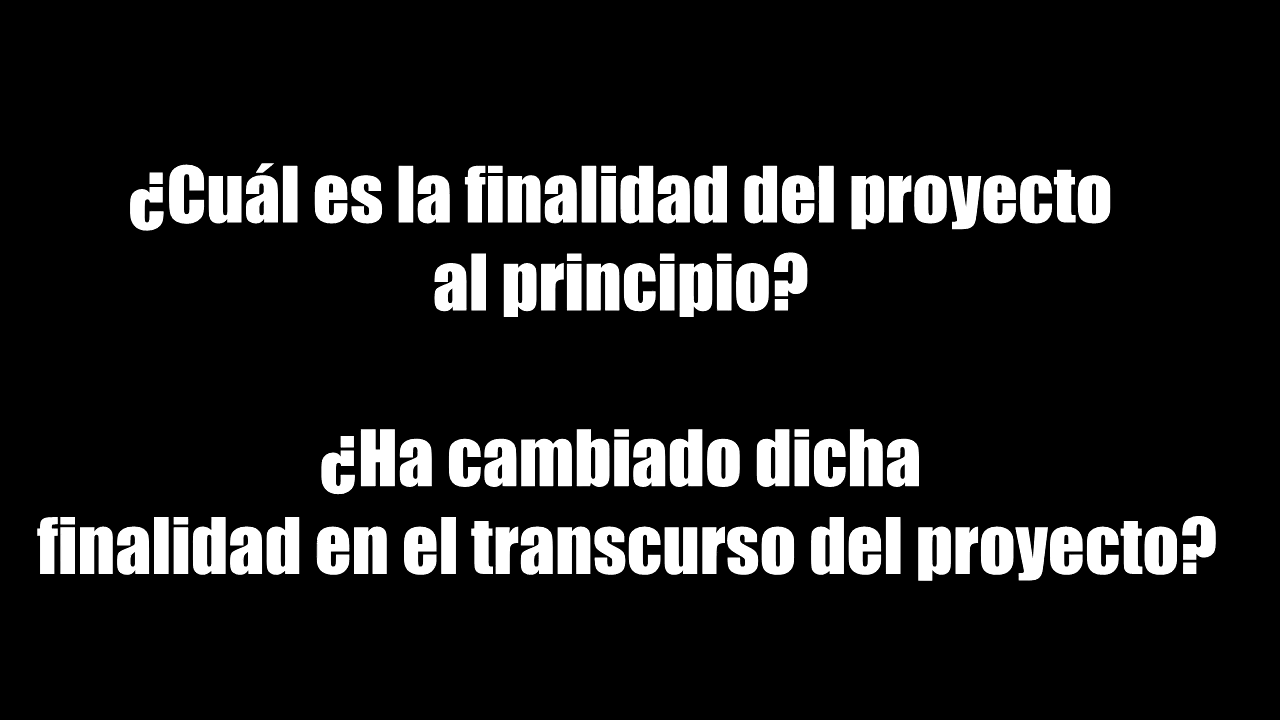 ¿Cuál es la finalidad del proyecto
al principio?
¿Ha cambiado dicha
finalidad en el transcurso del proyecto?